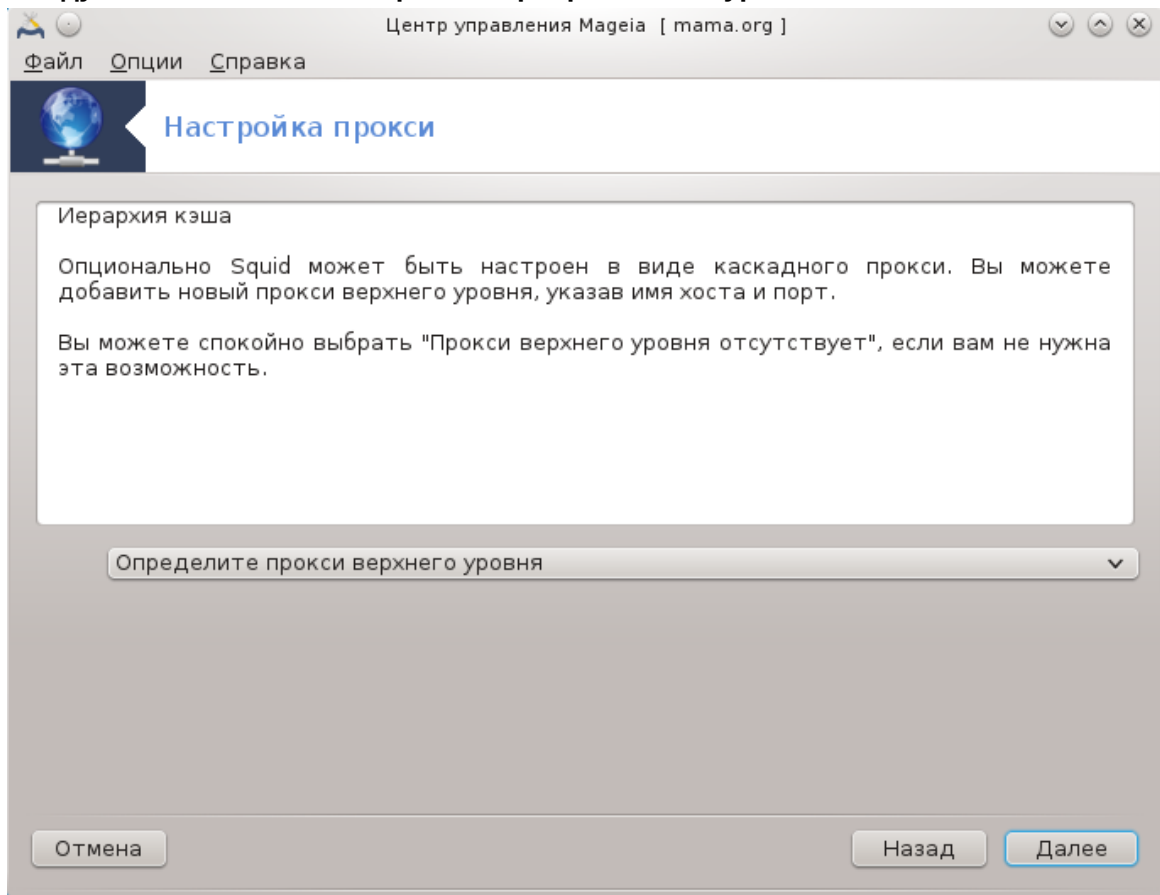 Центр управления Mageia [ mama.org ]
Файл Опции Справка
Настройка прокси
Иерархия кэша
Опционально Squid может быть настроен в виде каскадного прокси. Вы можете
добавить новый прокси верхнего уровня, указав имя хоста и порт.
Вы можете спокойно выбрать "Прокси верхнего уровня отсутствует", если вам не нужна
эта возможность.
Определите прокси верхнего уровня
Отмена
Назад
Далее